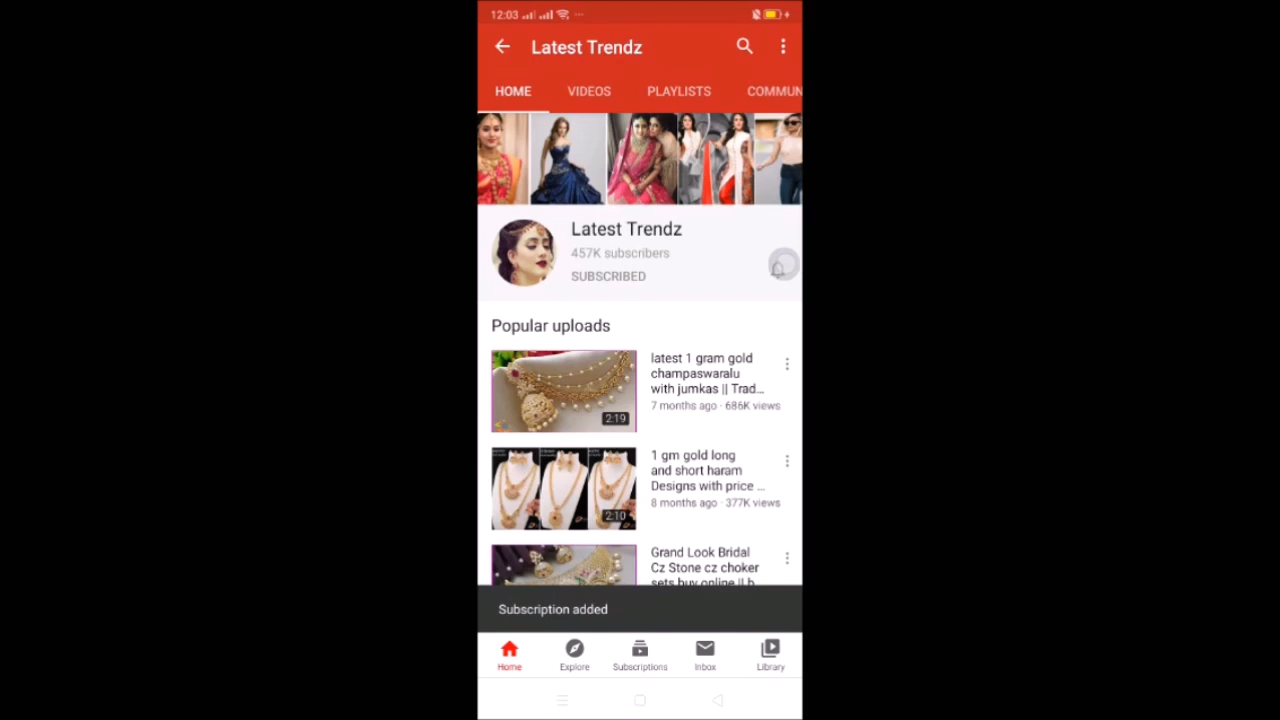 12:03
Latest Trendz
HOME VIDEOS PLAYLISTS COMMUN
Latest Trendz
457K subscribers
SUBSCRIBED
Popular uploads
latest 1 gram gold
champaswaralu
with jumkas || Trad...
7 months ago · 686K views
2:19
1 gm gold long
and short haram
Designs with price ...
8 months ago · 377K views
2:10
Grand Look Bridal
Cz Stone cz choker
sets buy online ||
Subscription added
Home Explore Subscriptions Inbox Library